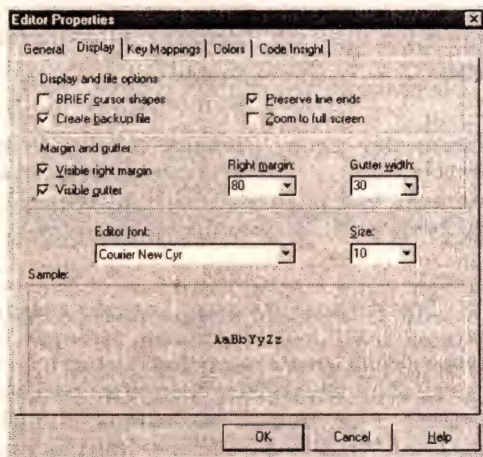 Editor Properties
General Display Key Mappings Colors Code Insight
Display and file options
BRIEF cursor shapes
Preserve line ends
Create backup file
Zoom to full screen
Margin and gutter
Visible right margin
Visible gutter
Right margin:
80
Gutter width:
30
Editor font:
Courier New Cyr
Size:
10
Sample:
AaBbYyZz
OK Cancel Help